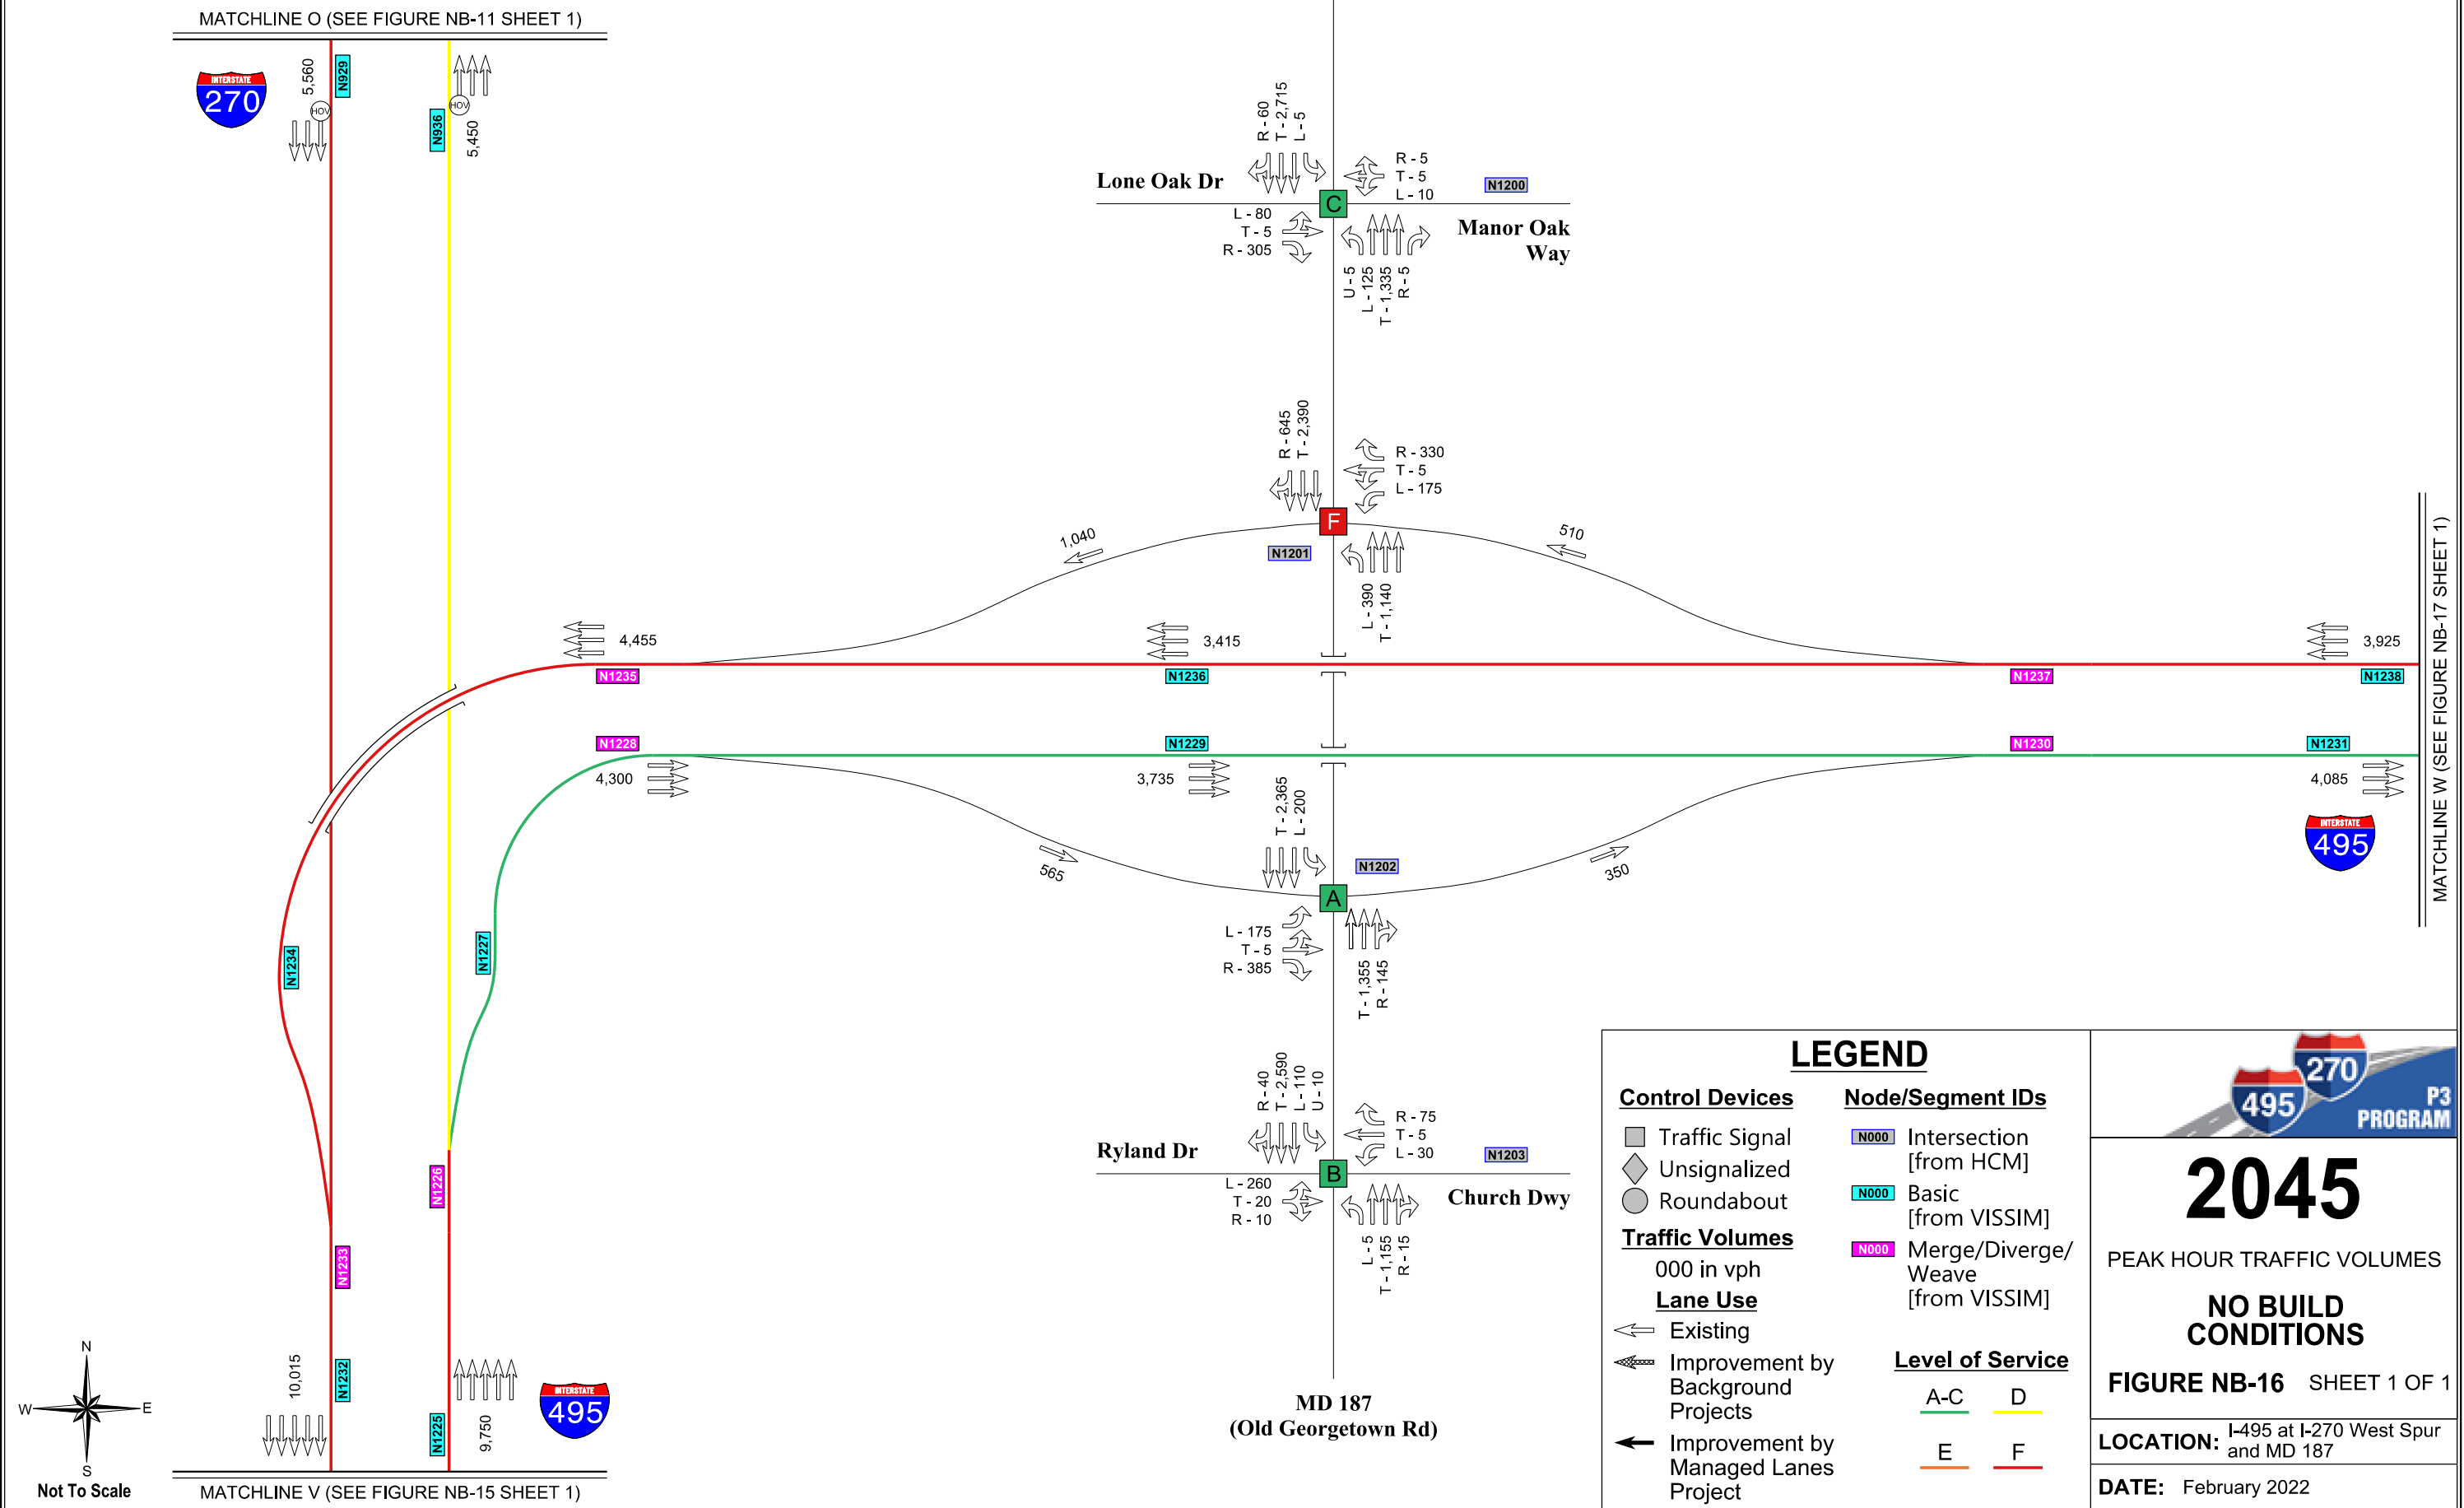 MATCHLINE O (SEE FIGURE NB-11 SHEET 1)
INTERSTATE
270
5,560
HOV
N929
N936
HOV
5,450
R - 60
T - 2,715
L - 5
R - 5
T - 5
L - 10
N1200
Lone Oak Dr
C
L - 80
T - 5
R - 305
Manor Oak
Way
U - 5
L - 125
T - 1,335
R - 5
R - 645
T - 2,390
R - 330
T - 5
L - 175
F
N1201
1,040
510
L - 390
T - 1,140
4,455
3,415
3,925
N1235
N1236
N1237
N1238
N1228
N1229
N1230
N1231
4,300
3,735
4,085
T - 2,365
L - 200
INTERSTATE
495
MATCHLINE W (SEE FIGURE NB-17 SHEET 1)
565
N1202
350
A
L - 175
T - 5
R - 385
T - 1,355
R - 145
N1234
N1227
R - 40
T - 2,590
L - 110
U - 10
R - 75
T - 5
L - 30
Ryland Dr
N1203
B
L - 260
T - 20
R - 10
Church Dwy
L - 5
T - 1,155
R - 15
N1226
N1233
10,015
N1232
N1225
9,750
INTERSTATE
495
MD 187
(Old Georgetown Rd)
N
W
E
S
Not To Scale
MATCHLINE V (SEE FIGURE NB-15 SHEET 1)
LEGEND
Control Devices
Traffic Signal
Unsignalized
Roundabout
Traffic Volumes
000 in vph
Lane Use
Existing
Improvement by
Background
Projects
Improvement by
Managed Lanes
Project
Node/Segment IDs
N000 Intersection
[from HCM]
N000 Basic
[from VISSIM]
N000 Merge/Diverge/
Weave
[from VISSIM]
Level of Service
A-C D
E F
270
495
P3
PROGRAM
2045
PEAK HOUR TRAFFIC VOLUMES
NO BUILD
CONDITIONS
FIGURE NB-16 SHEET 1 OF 1
LOCATION: I-495 at I-270 West Spur
and MD 187
DATE: February 2022